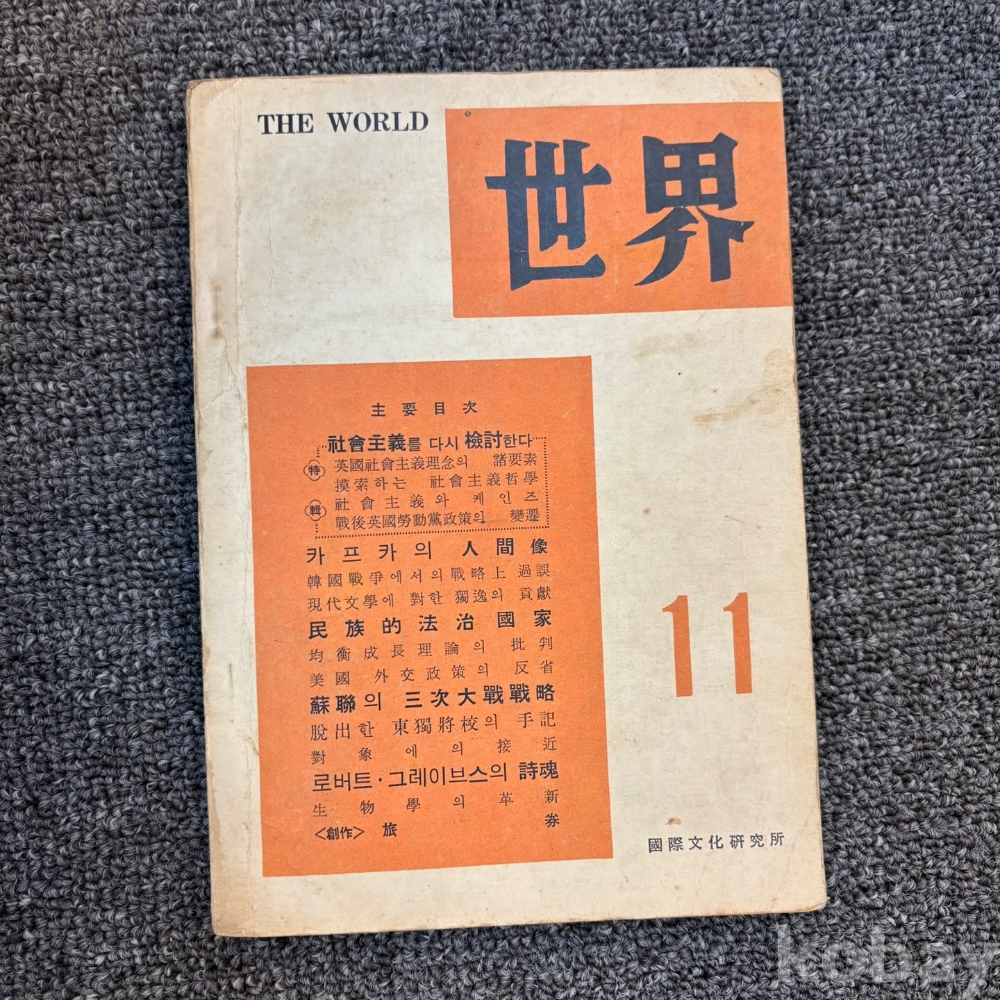 THE WORLD
世界
主要目次
社會主義를 다시 檢討한다
特輯
英國社會主義理念의 諸要素
摸索하는 社會主義哲學
社會主義와 케인즈
戰後英國勞動黨政策의 變遷
카프카의 人間像
韓國戰爭에서의 戰略上 過誤
現代文學에 對한 獨逸의 貢獻
民族的法治國家
均衡成長理論의 批判
美國 外交政策의 反省
蘇聯의 三次大戰戰略
脫出한 東獨將校의 手記
對象에의 接近
로버트·그레이브스의 詩魂
生物學의 革新
<創作> 旅券
11
國際文化硏究所
kobay